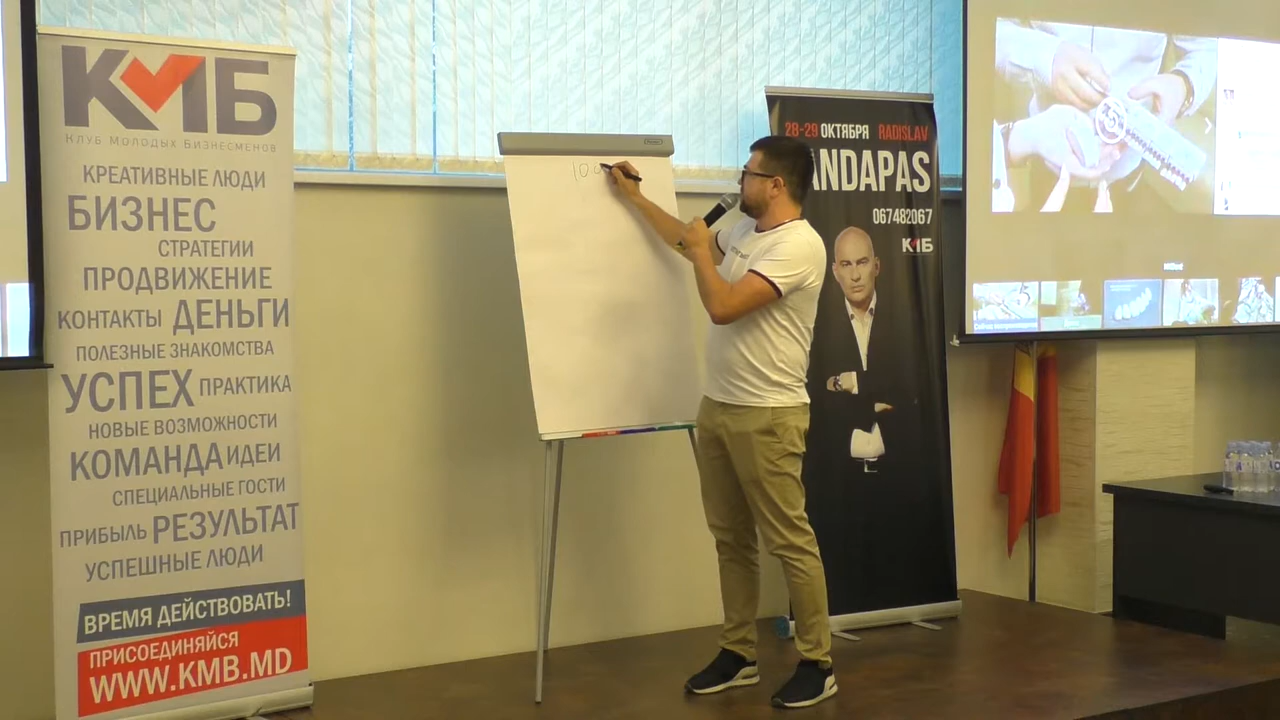 КМБ
Клуб Молодых Бизнесменов
КРЕАТИВНЫЕ ЛЮДИ
БИЗНЕС
СТРАТЕГИИ
ПРОДВИЖЕНИЕ
КОНТАКТЫ ДЕНЬГИ
ПОЛЕЗНЫЕ ЗНАКОМСТВА
УСПЕХ ПРАКТИКА
НОВЫЕ ВОЗМОЖНОСТИ
КОМАНДА ИДЕИ
СПЕЦИАЛЬНЫЕ ГОСТИ
ПРИБЫЛЬ РЕЗУЛЬТАТ
УСПЕШНЫЕ ЛЮДИ
ВРЕМЯ ДЕЙСТВОВАТЬ!
ПРИСОЕДИНЯЙСЯ
WWW.KMB.MD
100
28-29 ОКТЯБРЯ RADISLAV
ANDAPAS
067482067
КМБ